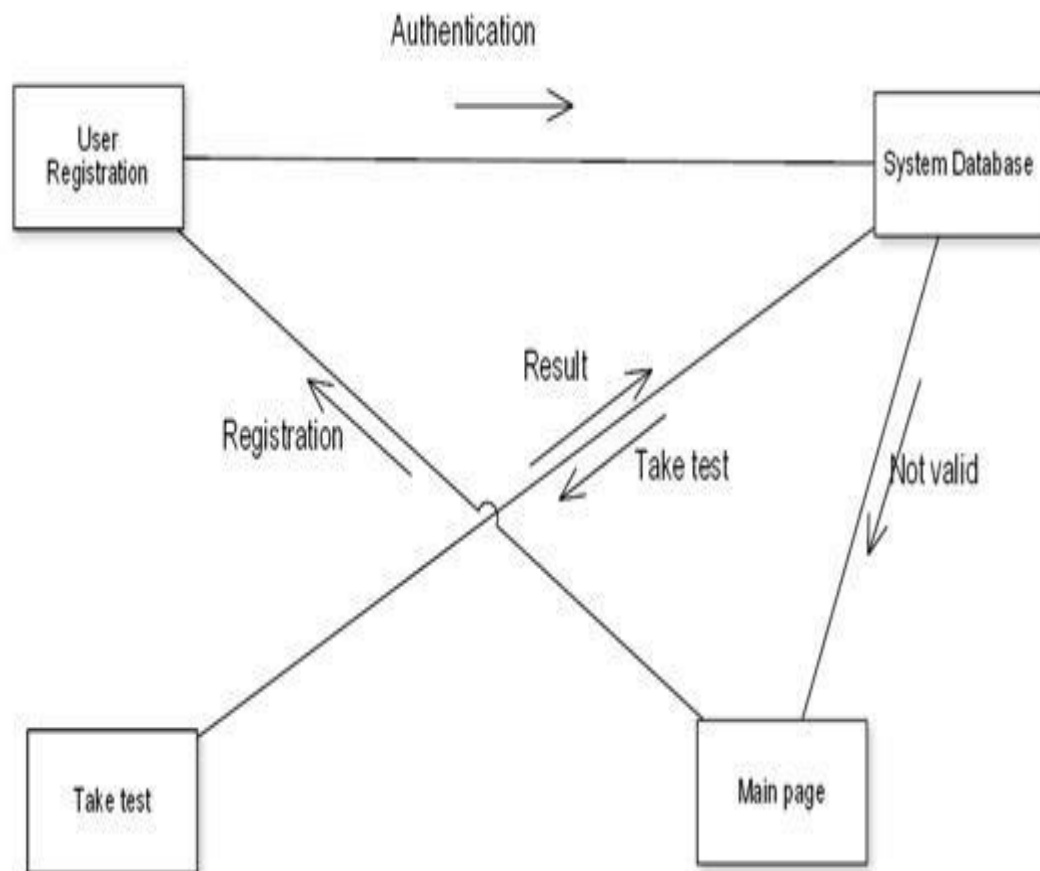 Authentication
User
Registration
System Database
Result
Registration
Take test
Not valid
Take test
Main page